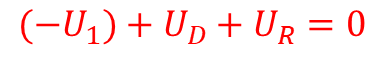 (−U₁) + U_D + U_R = 0